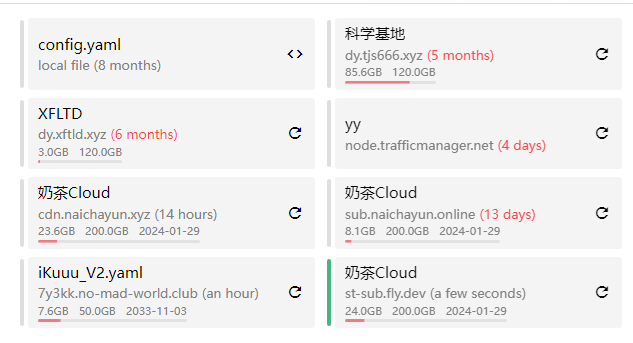 config.yaml
local file (8 months)
科学基地
dy.tjs666.xyz (5 months)
85.6GB 120.0GB
XFLTD
dy.xftld.xyz (6 months)
3.0GB 120.0GB
yy
node.trafficmanager.net (4 days)
奶茶Cloud
cdn.naichayun.xyz (14 hours)
23.6GB 200.0GB 2024-01-29
奶茶Cloud
sub.naichayun.online (13 days)
8.1GB 200.0GB 2024-01-29
iKuuu_V2.yaml
7y3kk.no-mad-world.club (an hour)
7.6GB 50.0GB 2033-11-03
奶茶Cloud
st-sub.fly.dev (a few seconds)
24.0GB 200.0GB 2024-01-29